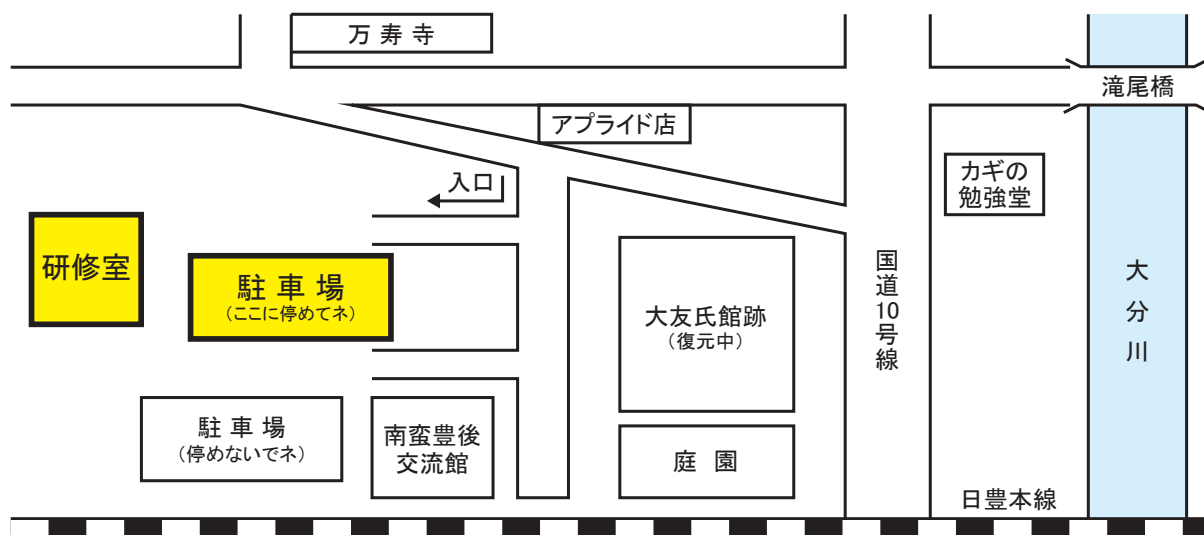 万寿寺
滝尾橋
アプライド店
カギの
勉強堂
入口
研修室
駐車場
(ここに停めてネ)
国道10号線
大分川
大友氏館跡
(復元中)
駐車場
(停めないでネ)
南蛮豊後
交流館
庭園
日豊本線